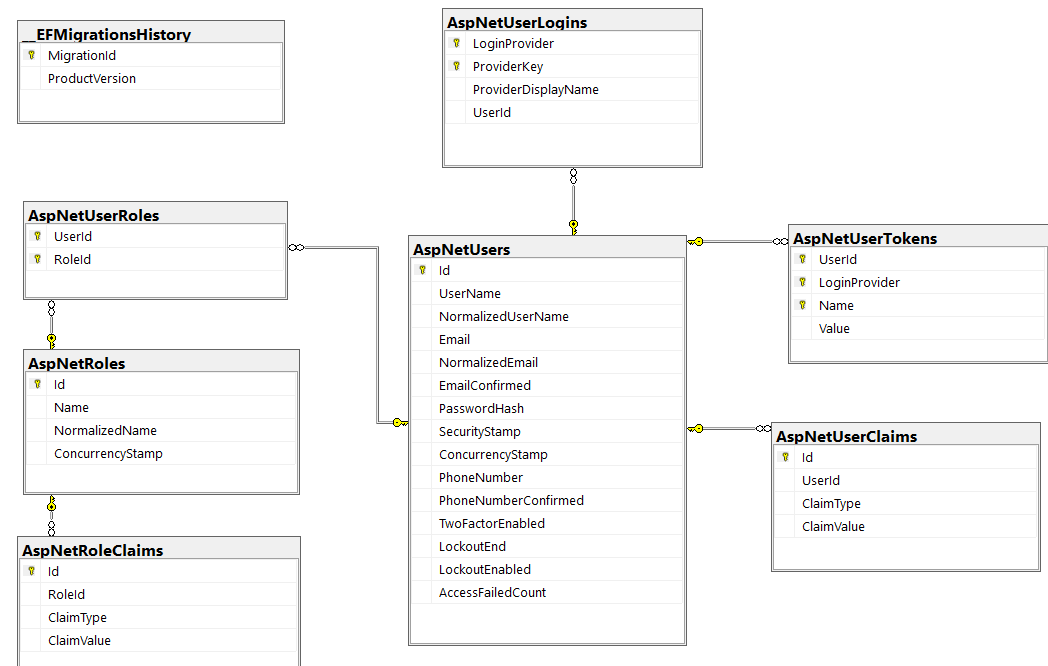 __EFMigrationsHistory
MigrationId
ProductVersion
AspNetUserLogins
LoginProvider
ProviderKey
ProviderDisplayName
UserId
AspNetUserRoles
UserId
RoleId
AspNetUsers
Id
UserName
NormalizedUserName
Email
NormalizedEmail
EmailConfirmed
PasswordHash
SecurityStamp
ConcurrencyStamp
PhoneNumber
PhoneNumberConfirmed
TwoFactorEnabled
LockoutEnd
LockoutEnabled
AccessFailedCount
AspNetUserTokens
UserId
LoginProvider
Name
Value
AspNetRoles
Id
Name
NormalizedName
ConcurrencyStamp
AspNetUserClaims
Id
UserId
ClaimType
ClaimValue
AspNetRoleClaims
Id
RoleId
ClaimType
ClaimValue